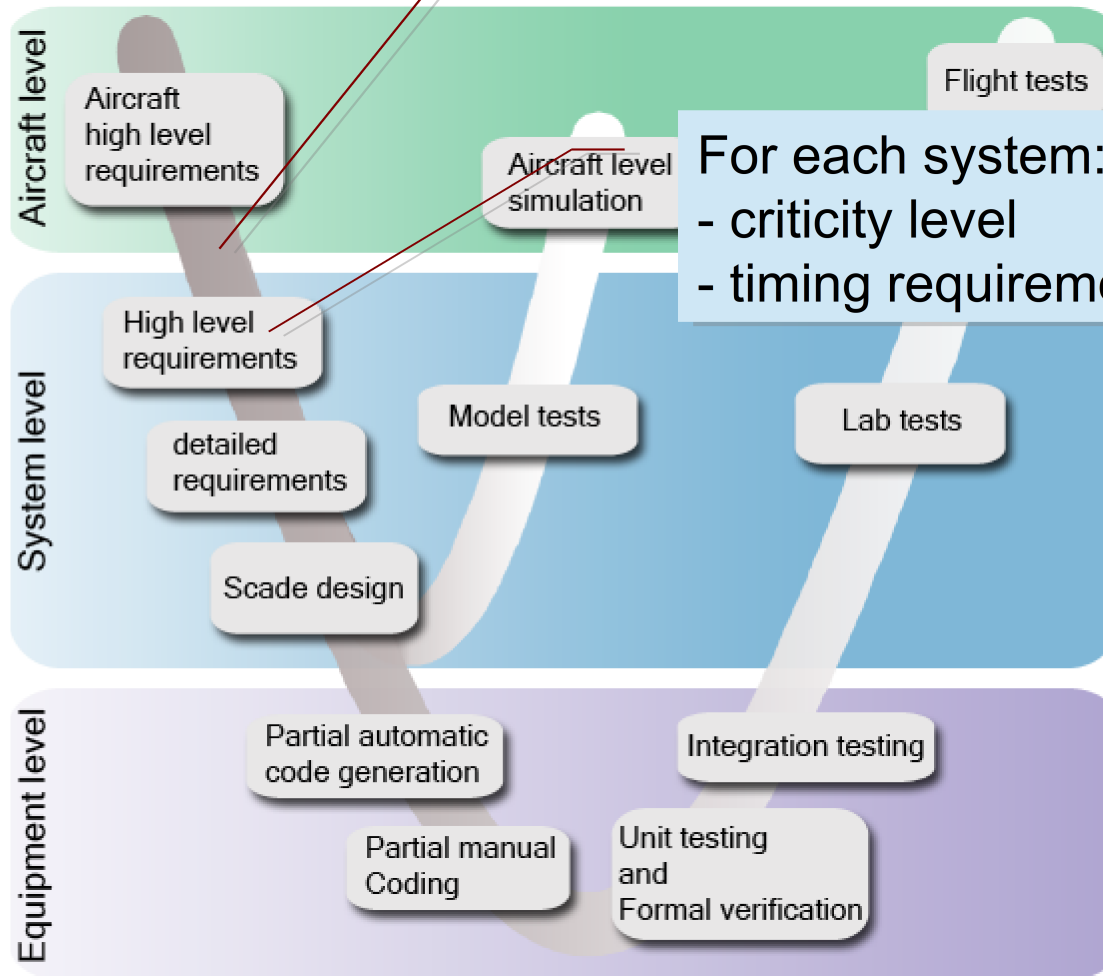 Aircraft level
Aircraft
high level
requirements
Aircraft level
simulation
Flight tests
For each system:
- criticity level
- timing
System level
High level
requirements
detailed
requirements
Scade design
Model tests
Lab tests
Equipment level
Partial automatic
code generation
Partial manual
Coding
Integration testing
Unit testing
and
Formal verification